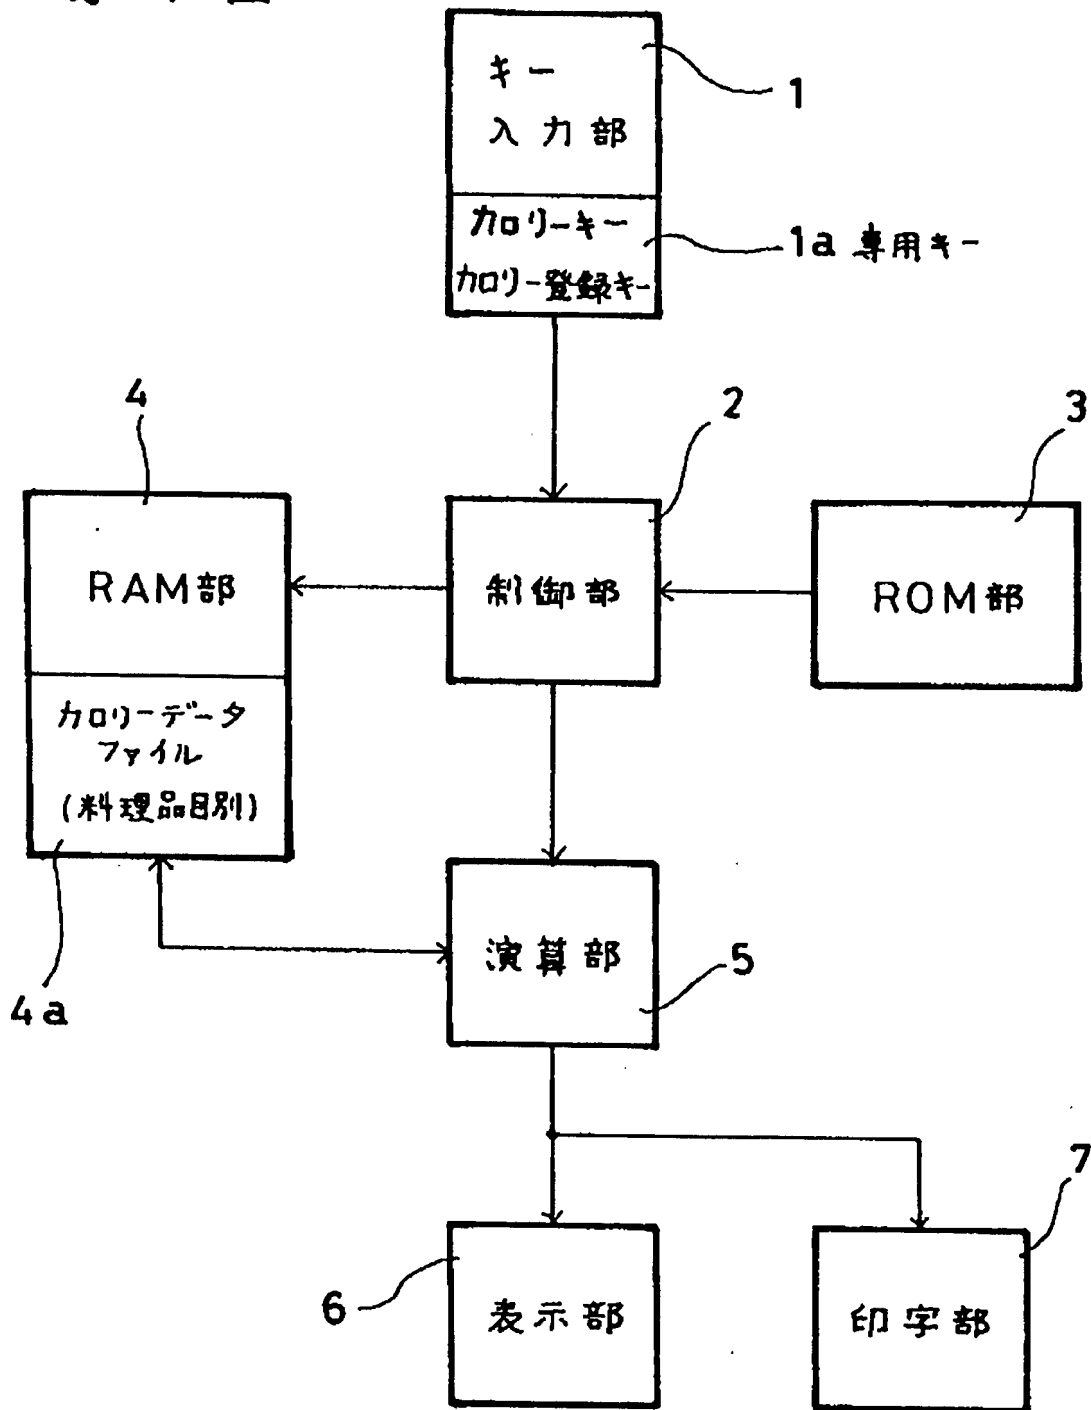 キー
入力部
1
カロリーキー
カロリー登録キー
1a 専用キー
4
2
3
RAM部
制御部
ROM部
カロリーデータ
ファイル
(料理品目別)
4a
演算部
5
6
表示部
7
印字部